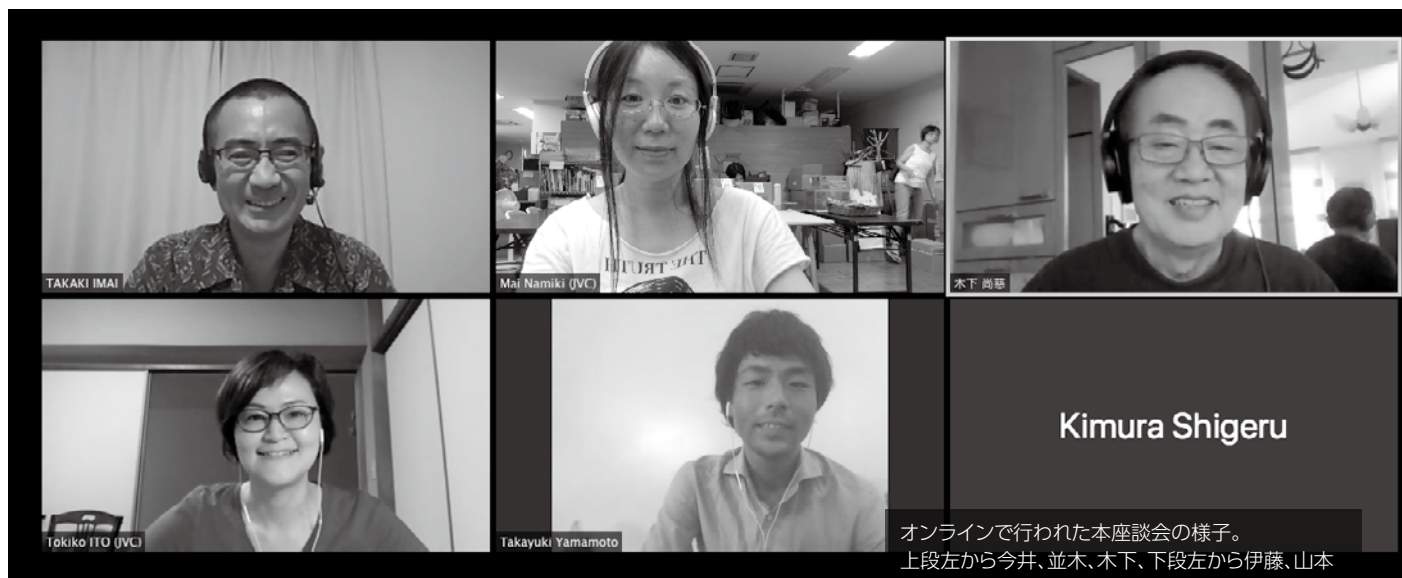 TAKAKI IMAI
Mai Namiki (JVC)
THE TRUTH
木下 尚慈
Tokiko ITO (JVC)
Takayuki Yamamoto
Kimura Shigeru
オンラインで行われた本座談会の様子。
上段左から今井、並木、木下、下段左から伊藤、山本